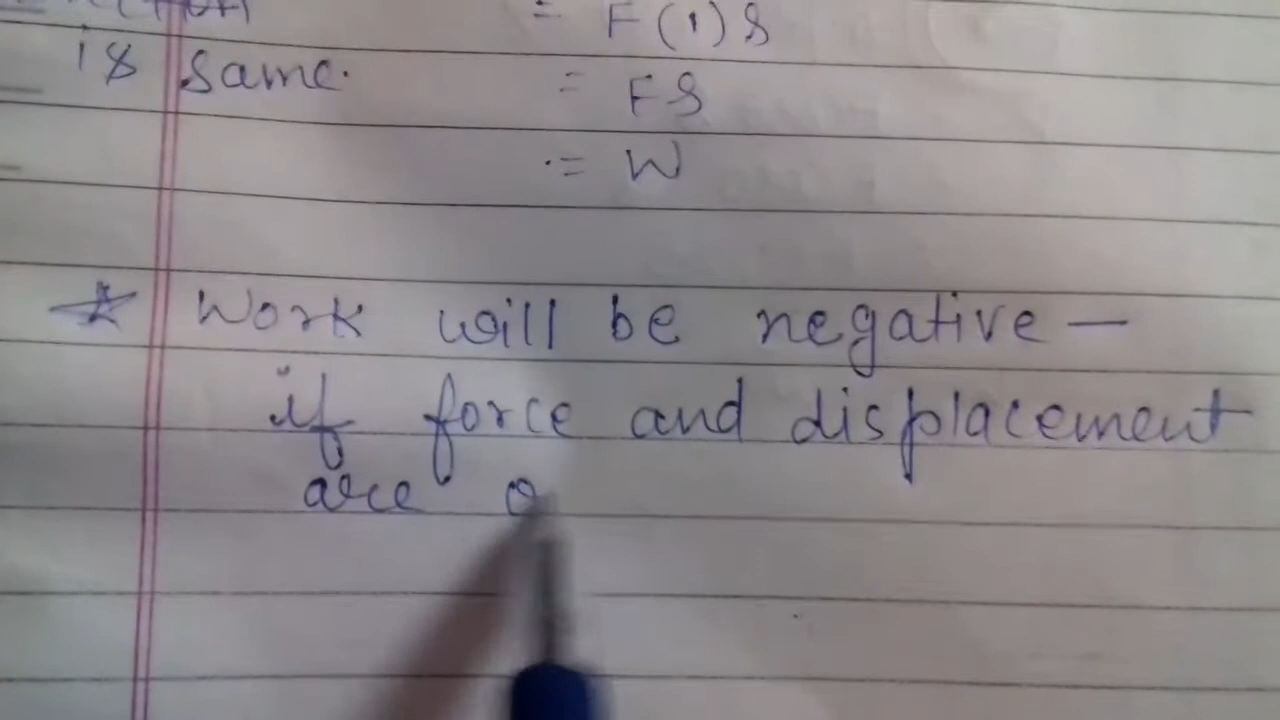 = F(1)S
is same.
= FS
= W
☆ Work will be negative —
if force and displacement
are o